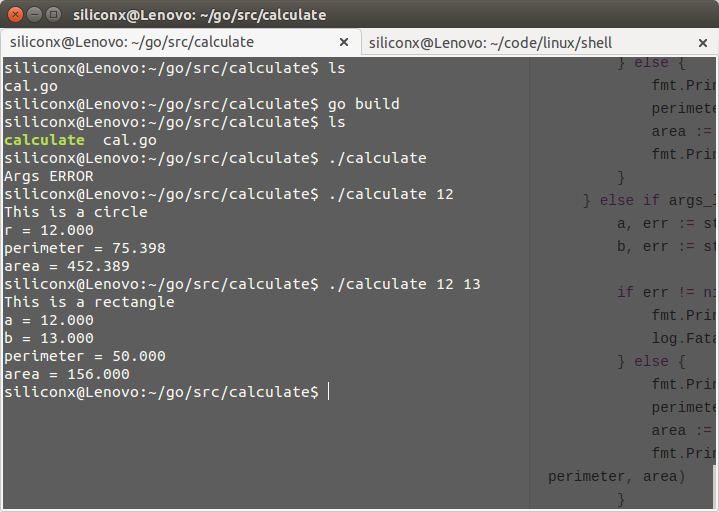 siliconx@Lenovo: ~/go/src/calculate
siliconx@Lenovo: ~/go/src/calculate
siliconx@Lenovo: ~/code/linux/shell
siliconx@Lenovo:~/go/src/calculate$ ls
cal.go
siliconx@Lenovo:~/go/src/calculate$ go build
siliconx@Lenovo:~/go/src/calculate$ ls
calculate  cal.go
siliconx@Lenovo:~/go/src/calculate$ ./calculate
Args ERROR
siliconx@Lenovo:~/go/src/calculate$ ./calculate 12
This is a circle
r = 12.000
perimeter = 75.398
area = 452.389
siliconx@Lenovo:~/go/src/calculate$ ./calculate 12 13
This is a rectangle
a = 12.000
b = 13.000
perimeter = 50.000
area = 156.000
siliconx@Lenovo:~/go/src/calculate$
} else {
fmt.Prin
perimete
area :=
fmt.Prin
}
} else if args_l
a, err := st
b, err := st
if err != ni
fmt.Prin
log.Fata
} else {
fmt.Prin
perimete
area :=
fmt.Prin
perimeter, area)
}